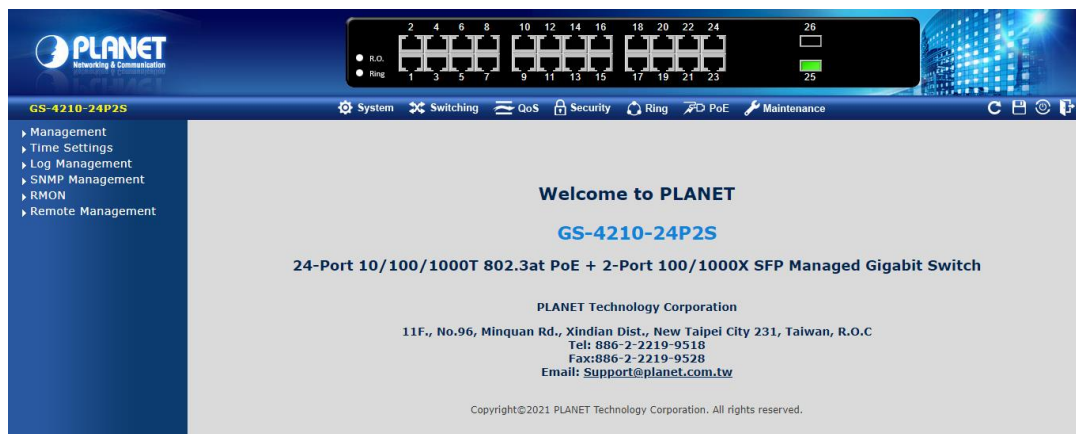 PLANET
Networking & Communication
2 4 6 8 10 12 14 16 18 20 22 24 26
R.O.
Ring
1 3 5 7 9 11 13 15 17 19 21 23 25
GS-4210-24P2S
System Switching QoS Security Ring PoE Maintenance
Management
Time Settings
Log Management
SNMP Management
RMON
Remote Management
Welcome to PLANET
GS-4210-24P2S
24-Port 10/100/1000T 802.3at PoE + 2-Port 100/1000X SFP Managed Gigabit Switch
PLANET Technology Corporation
11F., No.96, Minquan Rd., Xindian Dist., New Taipei City 231, Taiwan, R.O.C
Tel: 886-2-2219-9518
Fax:886-2-2219-9528
Email: Support@planet.com.tw
Copyright©2021 PLANET Technology Corporation. All rights reserved.